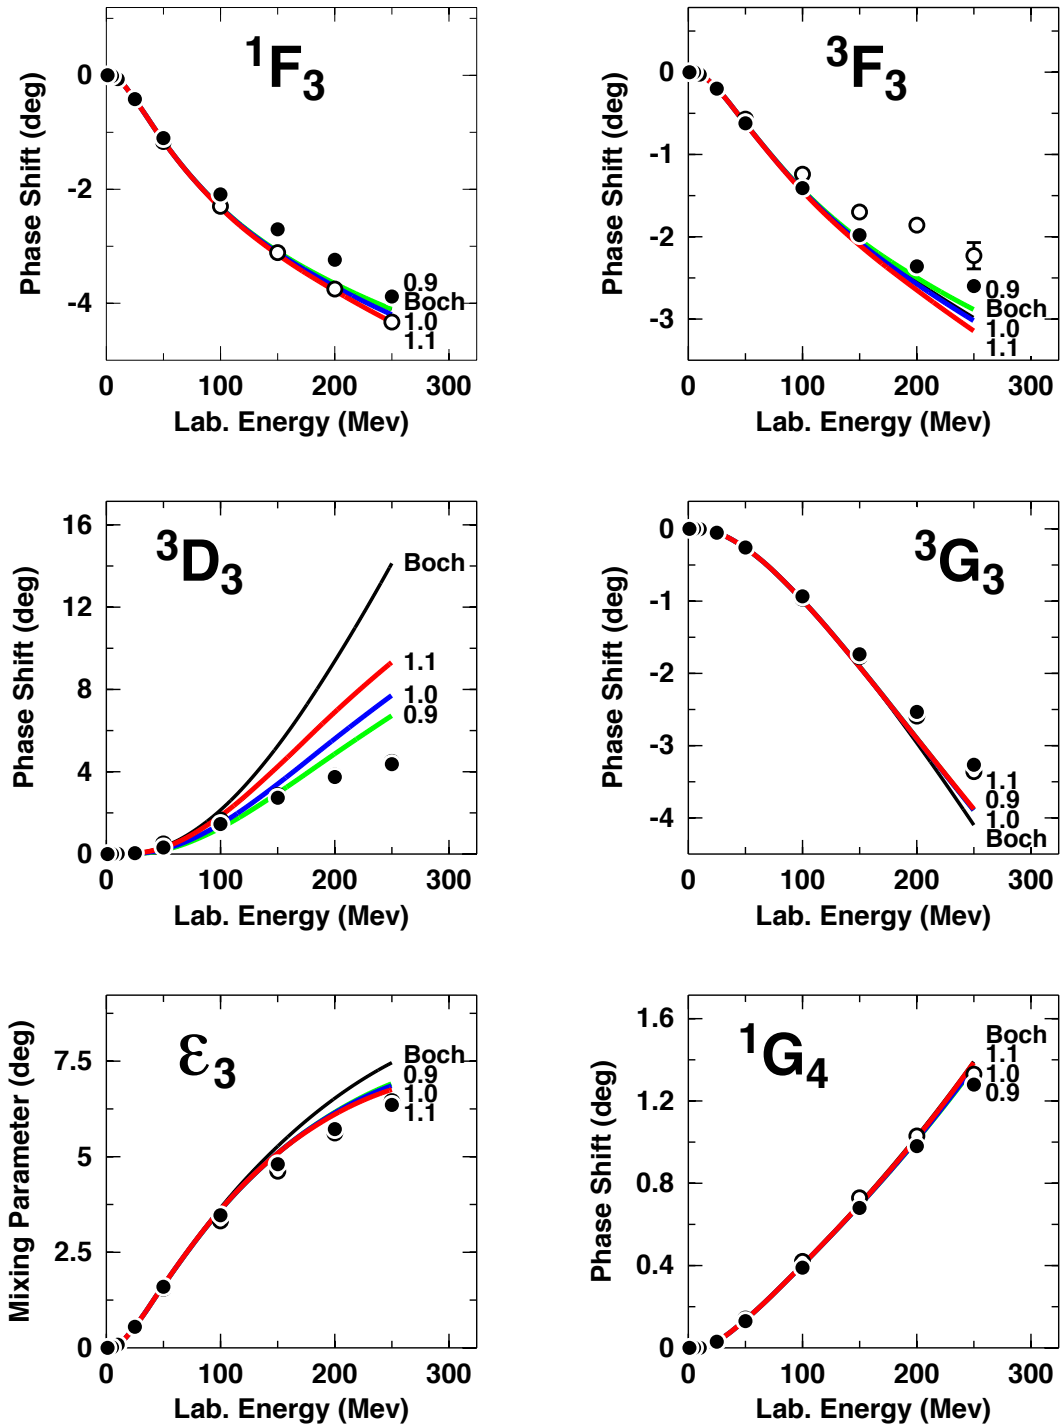 ¹F₃
Phase Shift (deg)
0
-2
-4
0.9
Boch
1.0
1.1
0 100 200 300
Lab. Energy (Mev)
³F₃
Phase Shift (deg)
0
-1
-2
-3
0.9
Boch
1.0
1.1
0 100 200 300
Lab. Energy (Mev)
³D₃
Phase Shift (deg)
16
12
8
4
0
Boch
1.1
1.0
0.9
0 100 200 300
Lab. Energy (Mev)
³G₃
Phase Shift (deg)
0
-1
-2
-3
-4
1.1
0.9
1.0
Boch
0 100 200 300
Lab. Energy (Mev)
ε₃
Mixing Parameter (deg)
7.5
5
2.5
0
Boch
0.9
1.0
1.1
0 100 200 300
Lab. Energy (Mev)
¹G₄
Phase Shift (deg)
1.6
1.2
0.8
0.4
0
Boch
1.1
1.0
0.9
0 100 200 300
Lab. Energy (Mev)